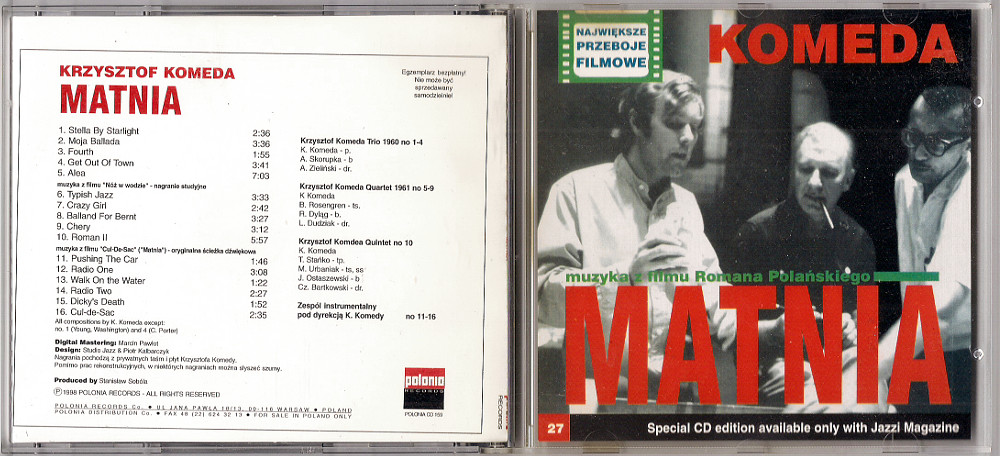 KRZYSZTOF KOMEDA
MATNIA
Egzemplarz bezpłatny!
Nie może być
sprzedawany
samodzielnie!
1. Stella By Starlight 2:36
2. Moja Ballada 3:36
3. Fourth 1:55
4. Get Out Of Town 3:41
5. Alea 7:03
muzyka z filmu "Nóż w wodzie" - nagranie studyjne
6. Typish Jazz 3:33
7. Crazy Girl 2:42
8. Balland For Bernt 3:27
9. Chery 3:12
10. Roman II 5:57
muzyka z filmu "Cul-De-Sac" ("Matnia") - oryginalna ścieżka dźwiękowa
11. Pushing The Car 1:46
12. Radio One 3:08
13. Walk On the Water 1:22
14. Radio Two 2:27
15. Dicky's Death 1:52
16. Cul-de-Sac 2:35
All compositions by K. Komeda except:
no. 1 (Young, Washington) and 4 (C. Porter)
Krzysztof Komeda Trio 1960 no 1-4
K. Komeda - p.
A. Skorupka - b
A. Zieliński - dr.
Krzysztof Komeda Quartet 1961 no 5-9
K Komeda
B. Rosengren - ts.
R. Dyląg - b.
L. Dudziak - dr.
Krzysztof Komdea Quintet no 10
K. Komeda
T. Stańko - tp.
M. Urbaniak - ts, ss
J. Ostaszewski - b
Cz. Bartkowski - dr.
Zespół instrumentalny
pod dyrekcją K. Komedy no 11-16
Digital Mastering: Marcin Pawlet
Design: Studio Jazz & Piotr Kalbarczyk
Nagrania pochodzą z prywatnych taśm i płyt Krzysztofa Komedy.
Pomimo prac rekonstrukcyjnych, w niektórych nagraniach można słyszeć szumy.
Produced by Stanisław Sobóla
Ⓟ1998 POLONIA RECORDS - ALL RIGHTS RESERVED
POLONIA RECORDS Co. ● UL JANA PAWLA 18/13, 00-116 WARSAW ● POLAND
POLONIA DISTRIBUTION Co. ● FAX 48 (22) 624 32 13 ● FOR SALE IN POLAND ONLY
polonia
RECORDS
POLONIA CD 155
RECORDS
NAJWIĘKSZE
PRZEBOJE
FILMOWE
KOMEDA
muzyka z filmu Romana Polańskiego
MATNIA
27
Special CD edition available only with Jazzi Magazine